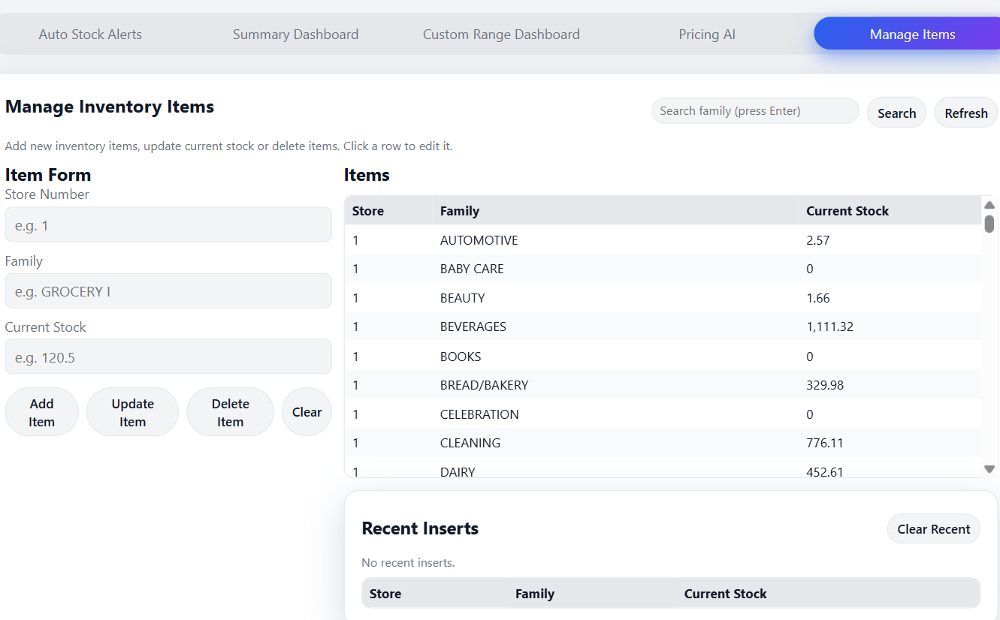 Auto Stock Alerts Summary Dashboard Custom Range Dashboard Pricing AI Manage Items
Manage Inventory Items
Search family (press Enter) Search Refresh
Add new inventory items, update current stock or delete items. Click a row to edit it.
Item Form
Store Number
e.g. 1
Family
e.g. GROCERY I
Current Stock
e.g. 120.5
Add Item
Update Item
Delete Item
Clear
Items
Store Family Current Stock
1 AUTOMOTIVE 2.57
1 BABY CARE 0
1 BEAUTY 1.66
1 BEVERAGES 1,111.32
1 BOOKS 0
1 BREAD/BAKERY 329.98
1 CELEBRATION 0
1 CLEANING 776.11
1 DAIRY 452.61
Recent Inserts
Clear Recent
No recent inserts.
Store Family Current Stock